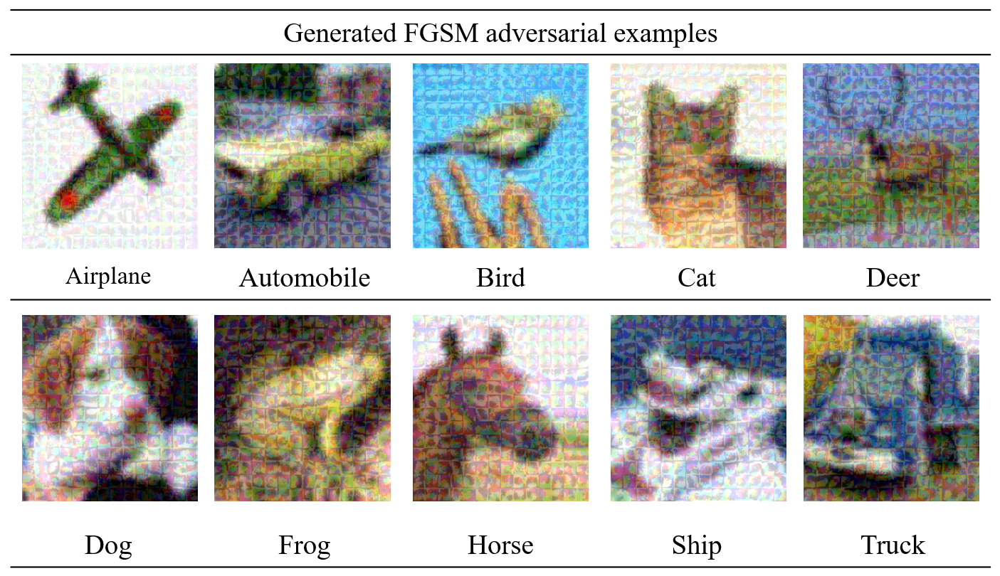 Generated FGSM adversarial examples
Airplane Automobile Bird Cat Deer
Dog Frog Horse Ship Truck